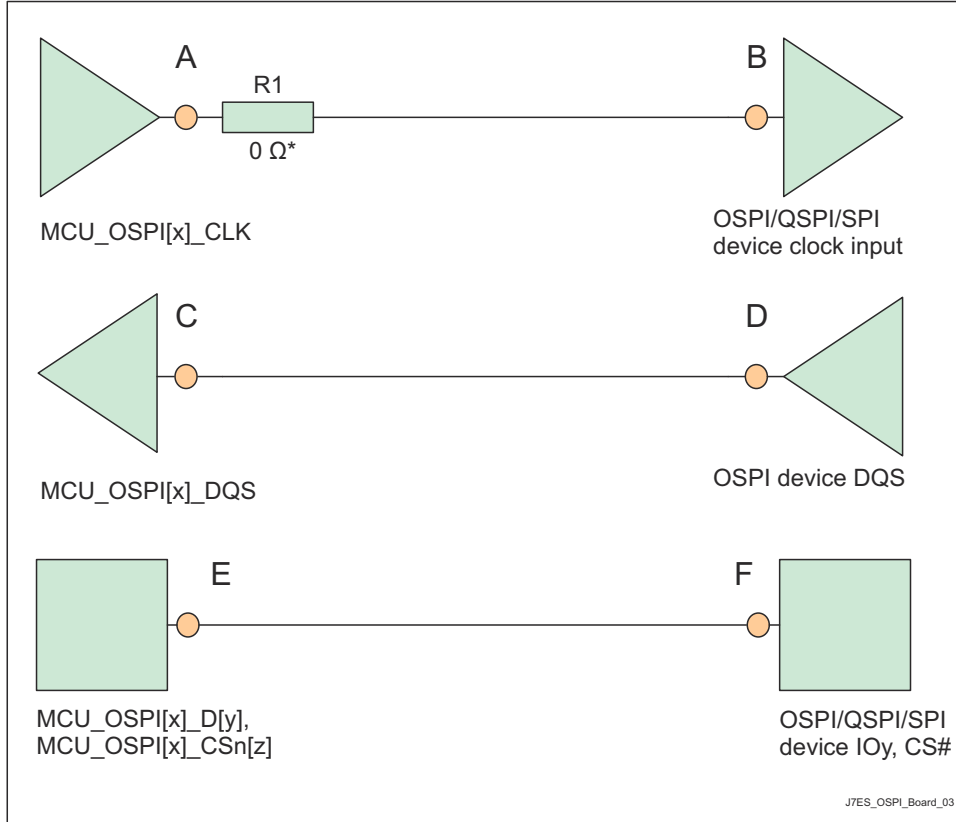 A
B
R1
0 Ω*
MCU_OSPI[x]_CLK
OSPI/QSPI/SPI
device clock input
C
D
MCU_OSPI[x]_DQS
OSPI device DQS
E
F
MCU_OSPI[x]_D[y],
MCU_OSPI[x]_CSn[z]
OSPI/QSPI/SPI
device IOy, CS#
J7ES_OSPI_Board_03